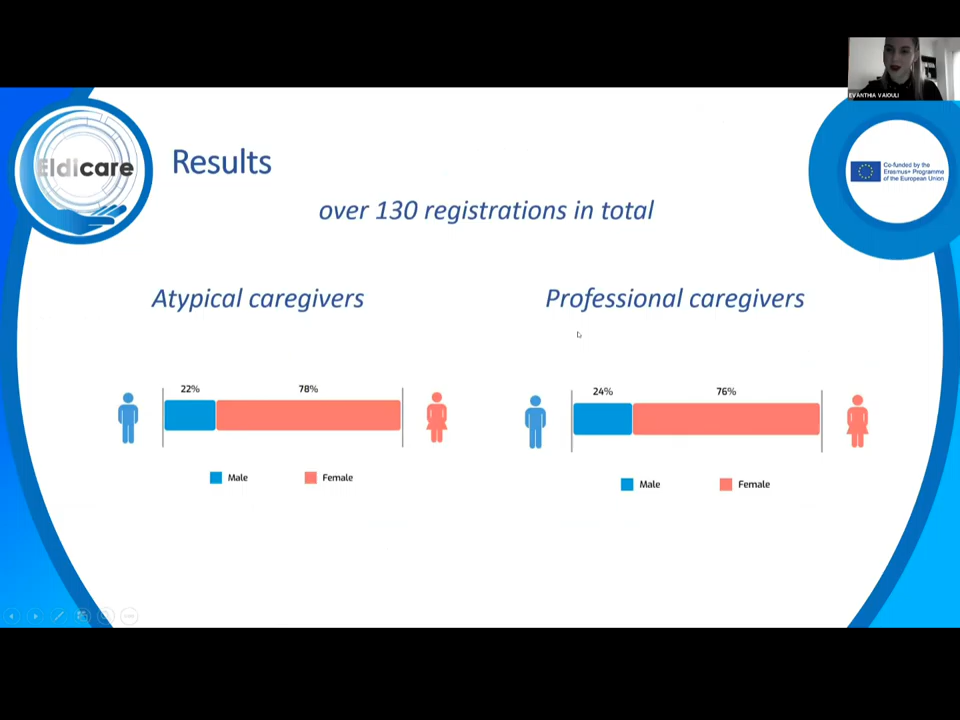 EVANTHIA VAIOULI
Eldicare
Results
Co-funded by the
Erasmus+ Programme
of the European Union
over 130 registrations in total
Atypical caregivers
Professional caregivers
22%
78%
24%
76%
Male
Female
Male
Female